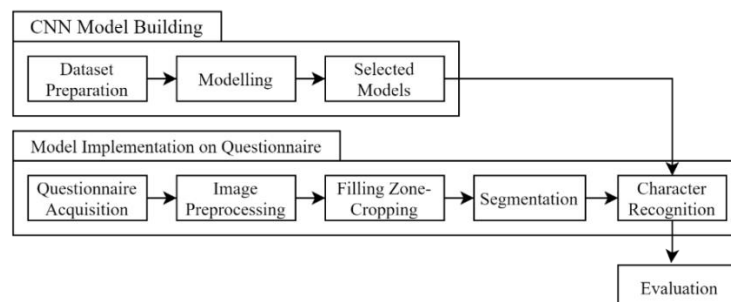 CNN Model Building
Dataset
Preparation
Modelling
Selected
Models
Model Implementation on Questionnaire
Questionnaire
Acquisition
Image
Preprocessing
Filling Zone-
Cropping
Segmentation
Character
Recognition
Evaluation